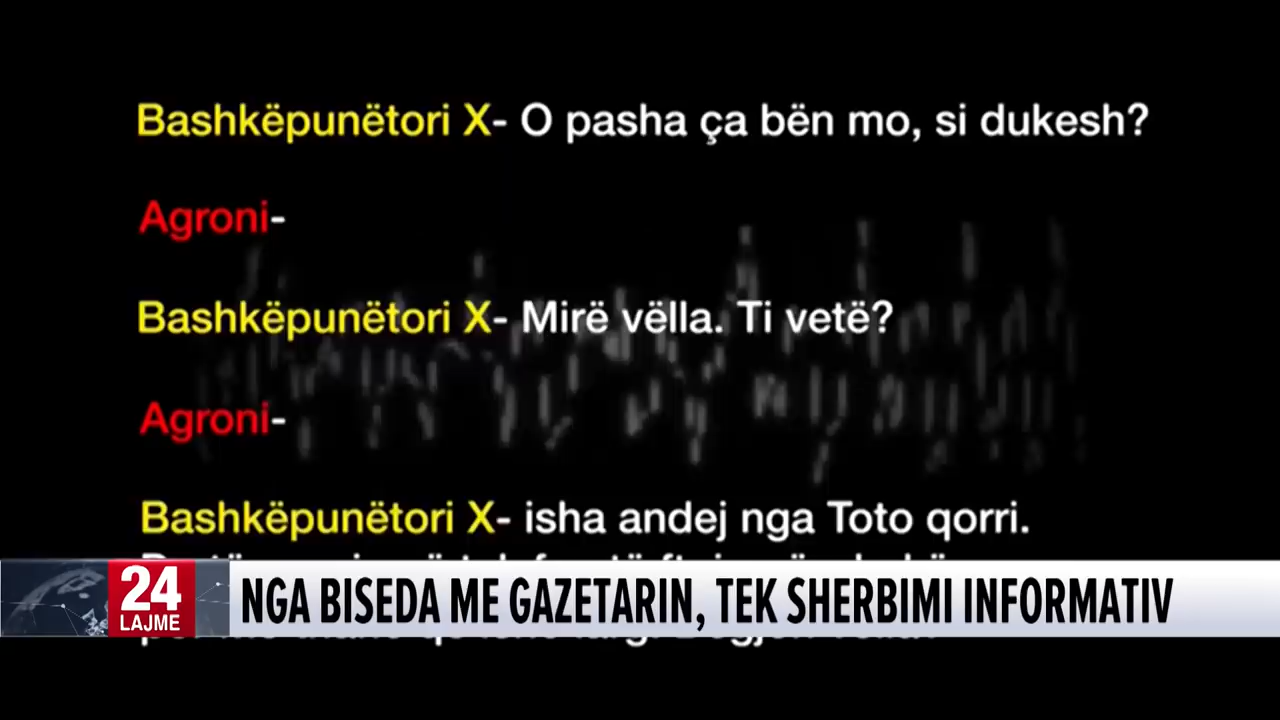 Bashkëpunëtori X- O pasha ça bën mo, si dukesh?
Agroni-
Bashkëpunëtori X- Mirë vëlla. Ti vetë?
Agroni-
Bashkëpunëtori X- isha andej nga Toto qorri.
24
LAJME
NGA BISEDA ME GAZETARIN, TEK SHERBIMI INFORMATIV